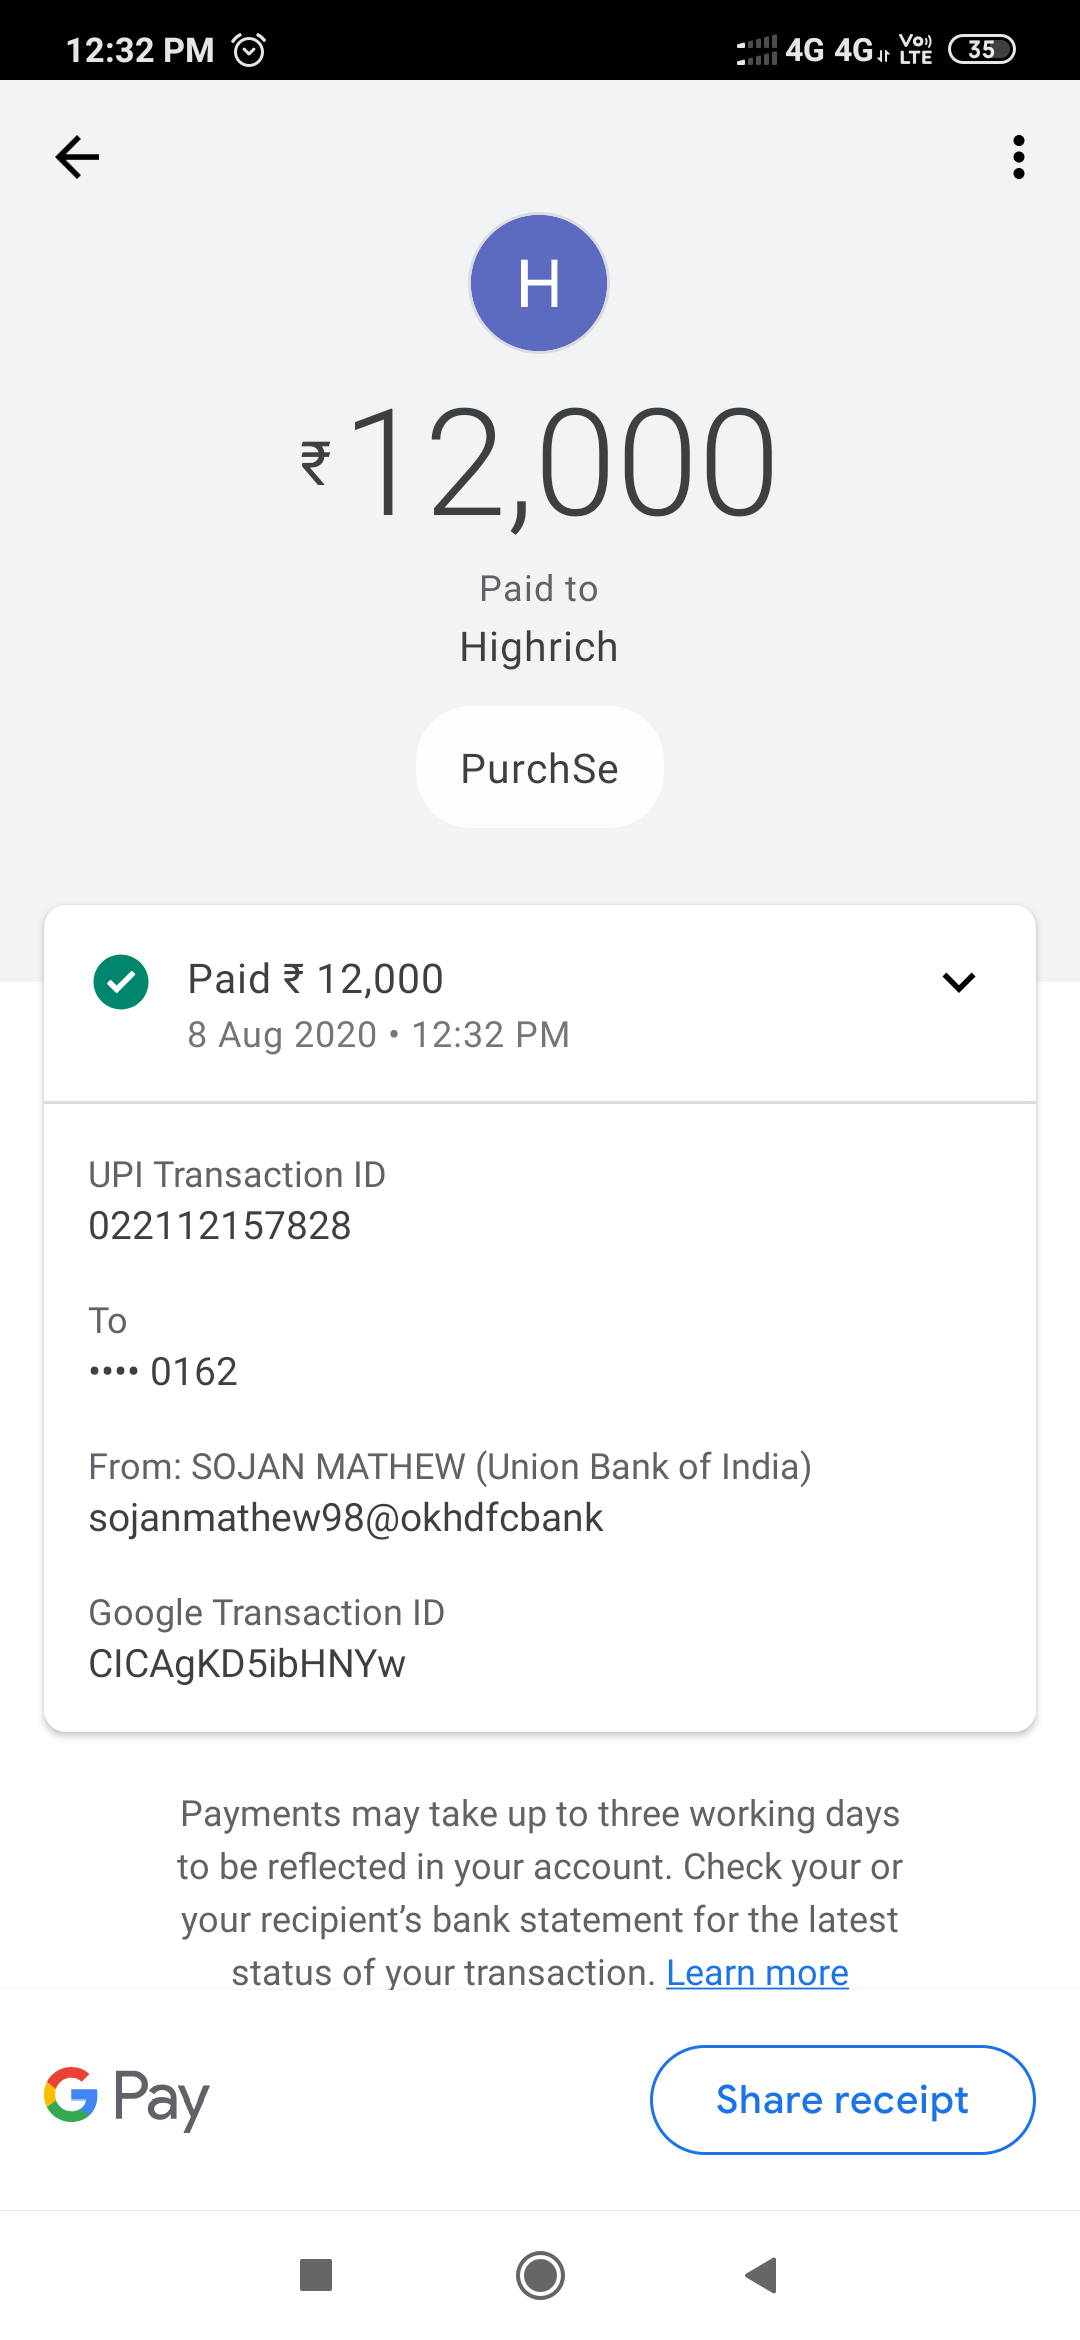 12:32 PM
4G 4G VoLTE 35
H
₹12,000
Paid to
Highrich
PurchSe
Paid ₹ 12,000
8 Aug 2020 • 12:32 PM
UPI Transaction ID
022112157828
To
•••• 0162
From: SOJAN MATHEW (Union Bank of India)
sojanmathew98@okhdfcbank
Google Transaction ID
CICAgKD5ibHNYw
Payments may take up to three working days
to be reflected in your account. Check your or
your recipient’s bank statement for the latest
status of your transaction. Learn more
G Pay
Share receipt